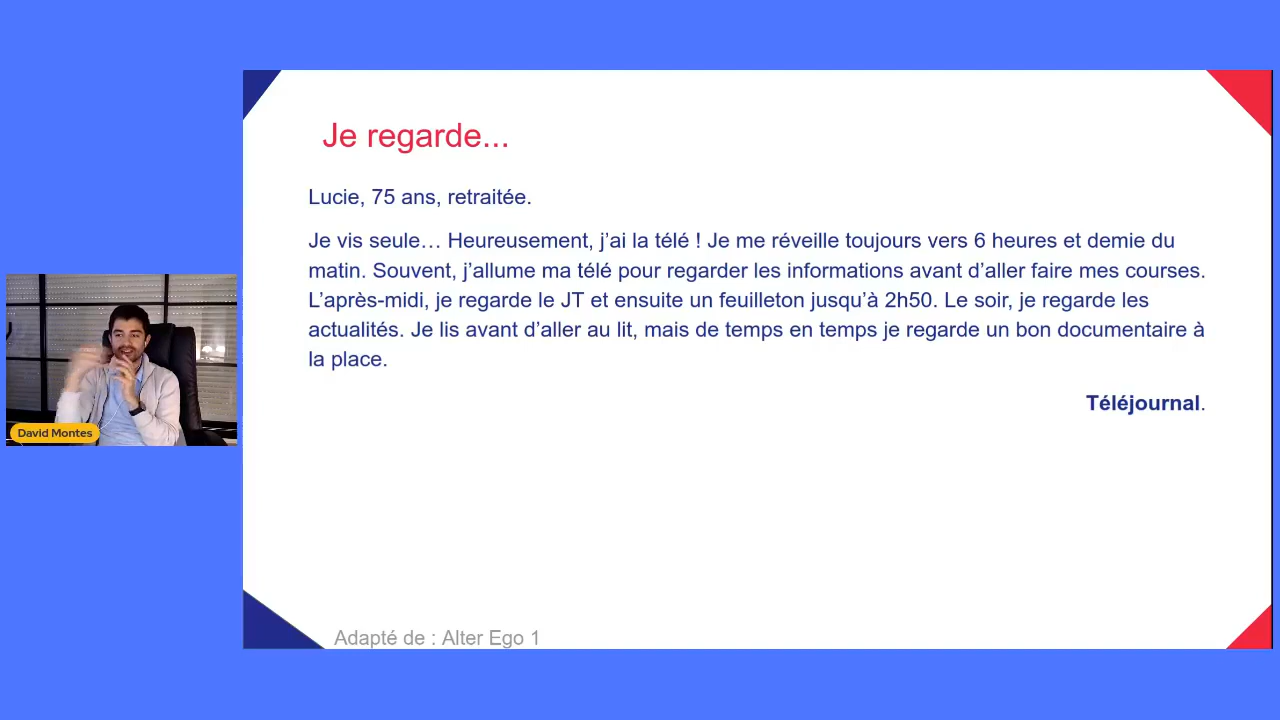 Je regarde...
Lucie, 75 ans, retraitée.
Je vis seule… Heureusement, j’ai la télé ! Je me réveille toujours vers 6 heures et demie du
matin. Souvent, j’allume ma télé pour regarder les informations avant d’aller faire mes courses.
L’après-midi, je regarde le JT et ensuite un feuilleton jusqu’à 2h50. Le soir, je regarde les
actualités. Je lis avant d’aller au lit, mais de temps en temps je regarde un bon documentaire à
la place.
Téléjournal.
David Montes
Adapté de : Alter Ego 1